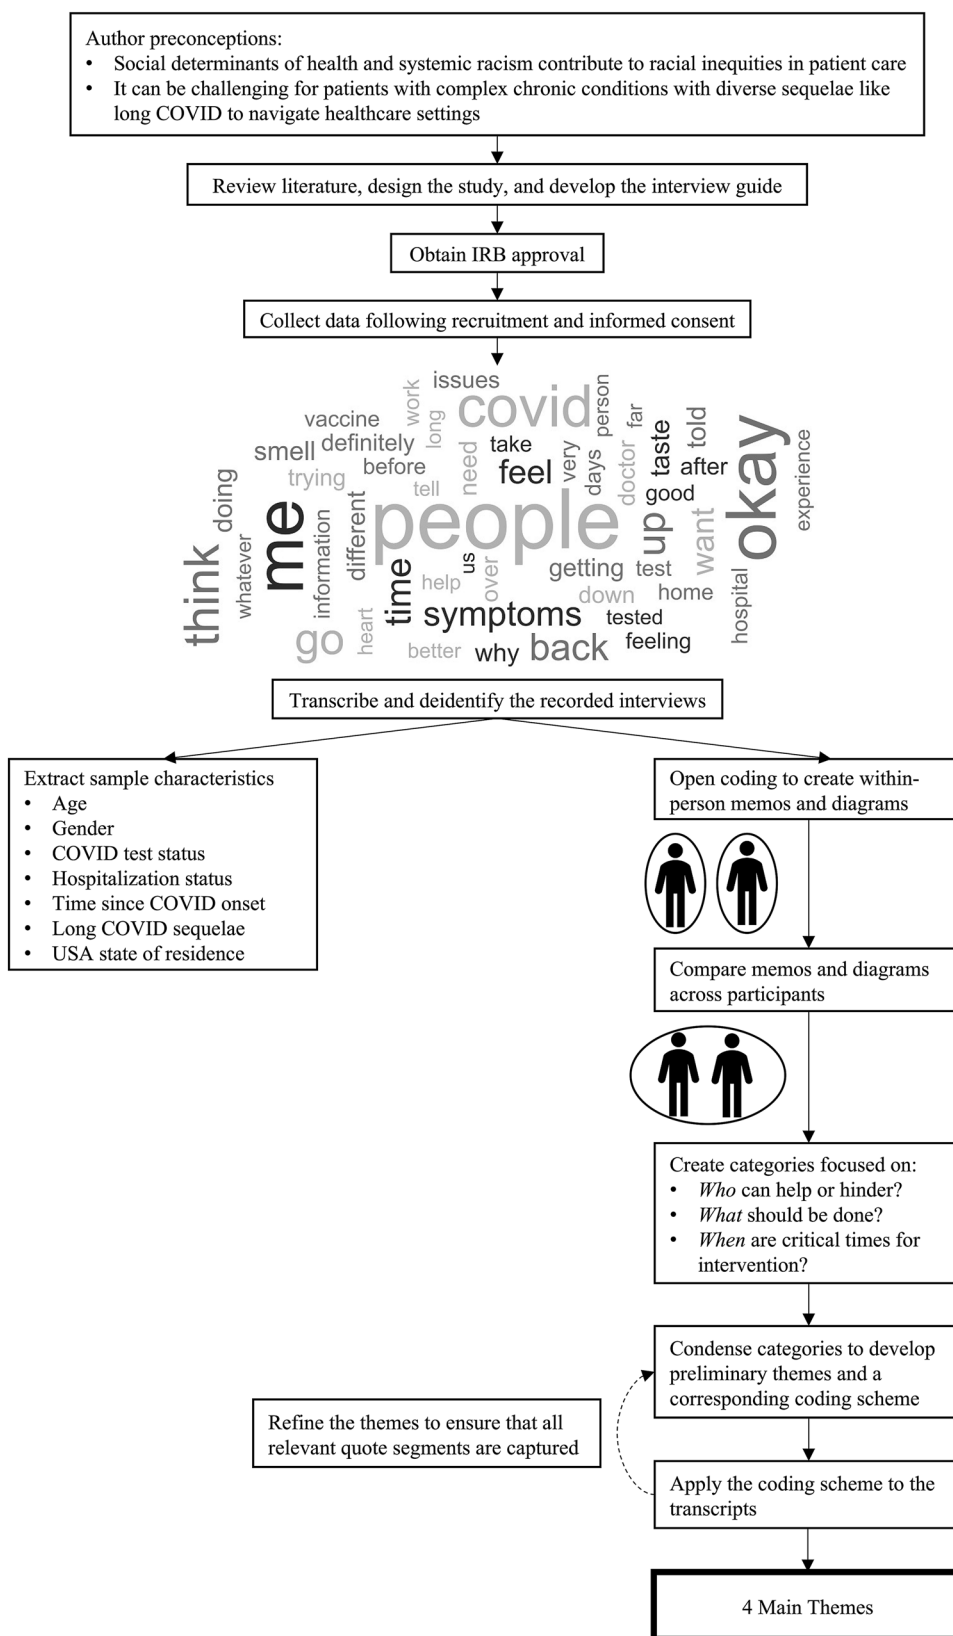 Author preconceptions:
• Social determinants of health and systemic racism contribute to racial inequities in patient care
• It can be challenging for patients with complex chronic conditions with diverse sequelae like
long COVID to navigate healthcare settings
Review literature, design the study, and develop the interview guide
Obtain IRB approval
Collect data following recruitment and informed consent
issues
work
covid
person
far
told
vaccine
long
okay
smell
definitely
need
take
very
days
doctor
taste
experience
trying
before
feel
after
doing
tell
good
think
whatever
me
information
different
people
up
want
us
time
help
over
getting
test
down
home
hospital
symptoms
tested
go
heart
better
why
back
feeling
Transcribe and deidentify the recorded interviews
Extract sample characteristics
• Age
• Gender
• COVID test status
• Hospitalization status
• Time since COVID onset
• Long COVID sequelae
• USA state of residence
Open coding to create within-
person memos and diagrams
Compare memos and diagrams
across participants
Create categories focused on:
• Who can help or hinder?
• What should be done?
• When are critical times for
intervention?
Condense categories to develop
preliminary themes and a
corresponding coding scheme
Refine the themes to ensure that all
relevant quote segments are captured
Apply the coding scheme to the
transcripts
4 Main Themes